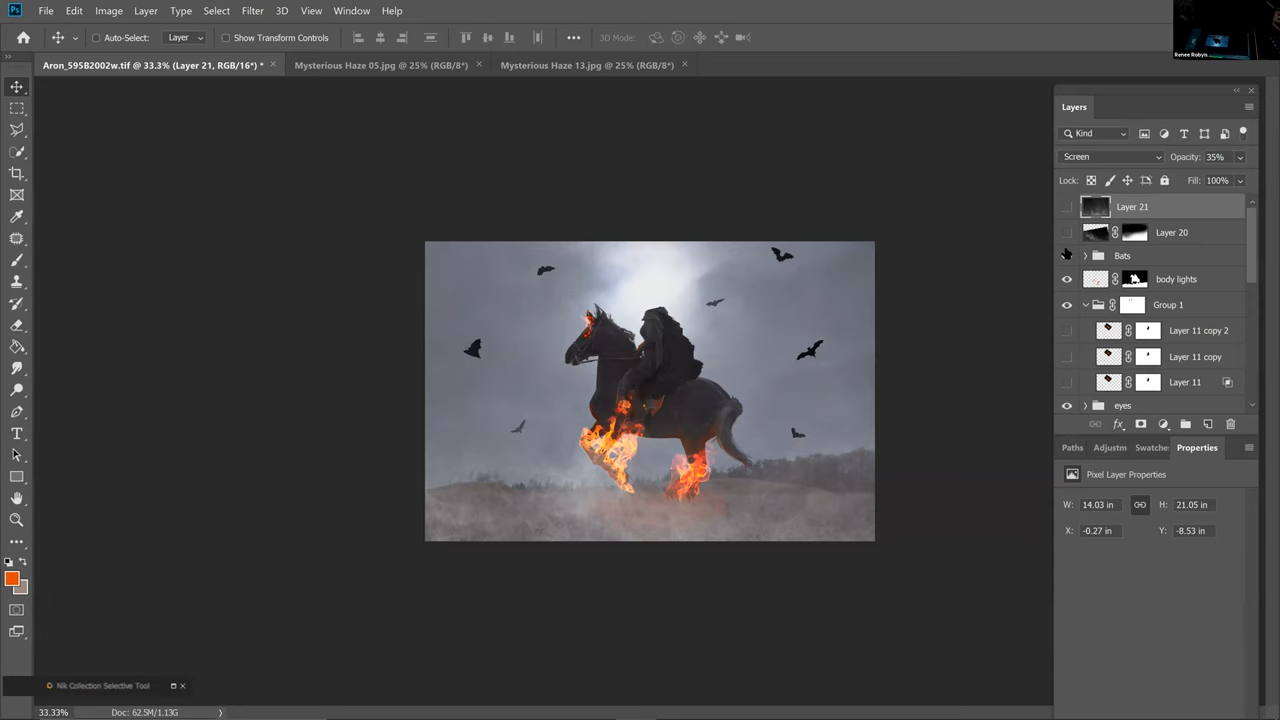 Ps File Edit Image Layer Type Select Filter 3D View Window Help
Auto-Select: Layer Show Transform Controls 3D Mode:
Renee Robyn
Aron_595B2002w.tif @ 33.3% (Layer 21, RGB/16*) * Mysterious Haze 05.jpg @ 25% (RGB/8*) Mysterious Haze 13.jpg @ 25% (RGB/8*)
Layers
Kind
Screen Opacity: 35%
Lock: Fill: 100%
Layer 21
Layer 20
Bats
body lights
Group 1
Layer 11 copy 2
Layer 11 copy
Layer 11
eyes
fx
Paths Adjustm Swatche Properties
Pixel Layer Properties
W: 14.03 in H: 21.05 in
X: -0.27 in Y: -8.53 in
Nik Collection Selective Tool
33.33% Doc: 62.5M/1.13G